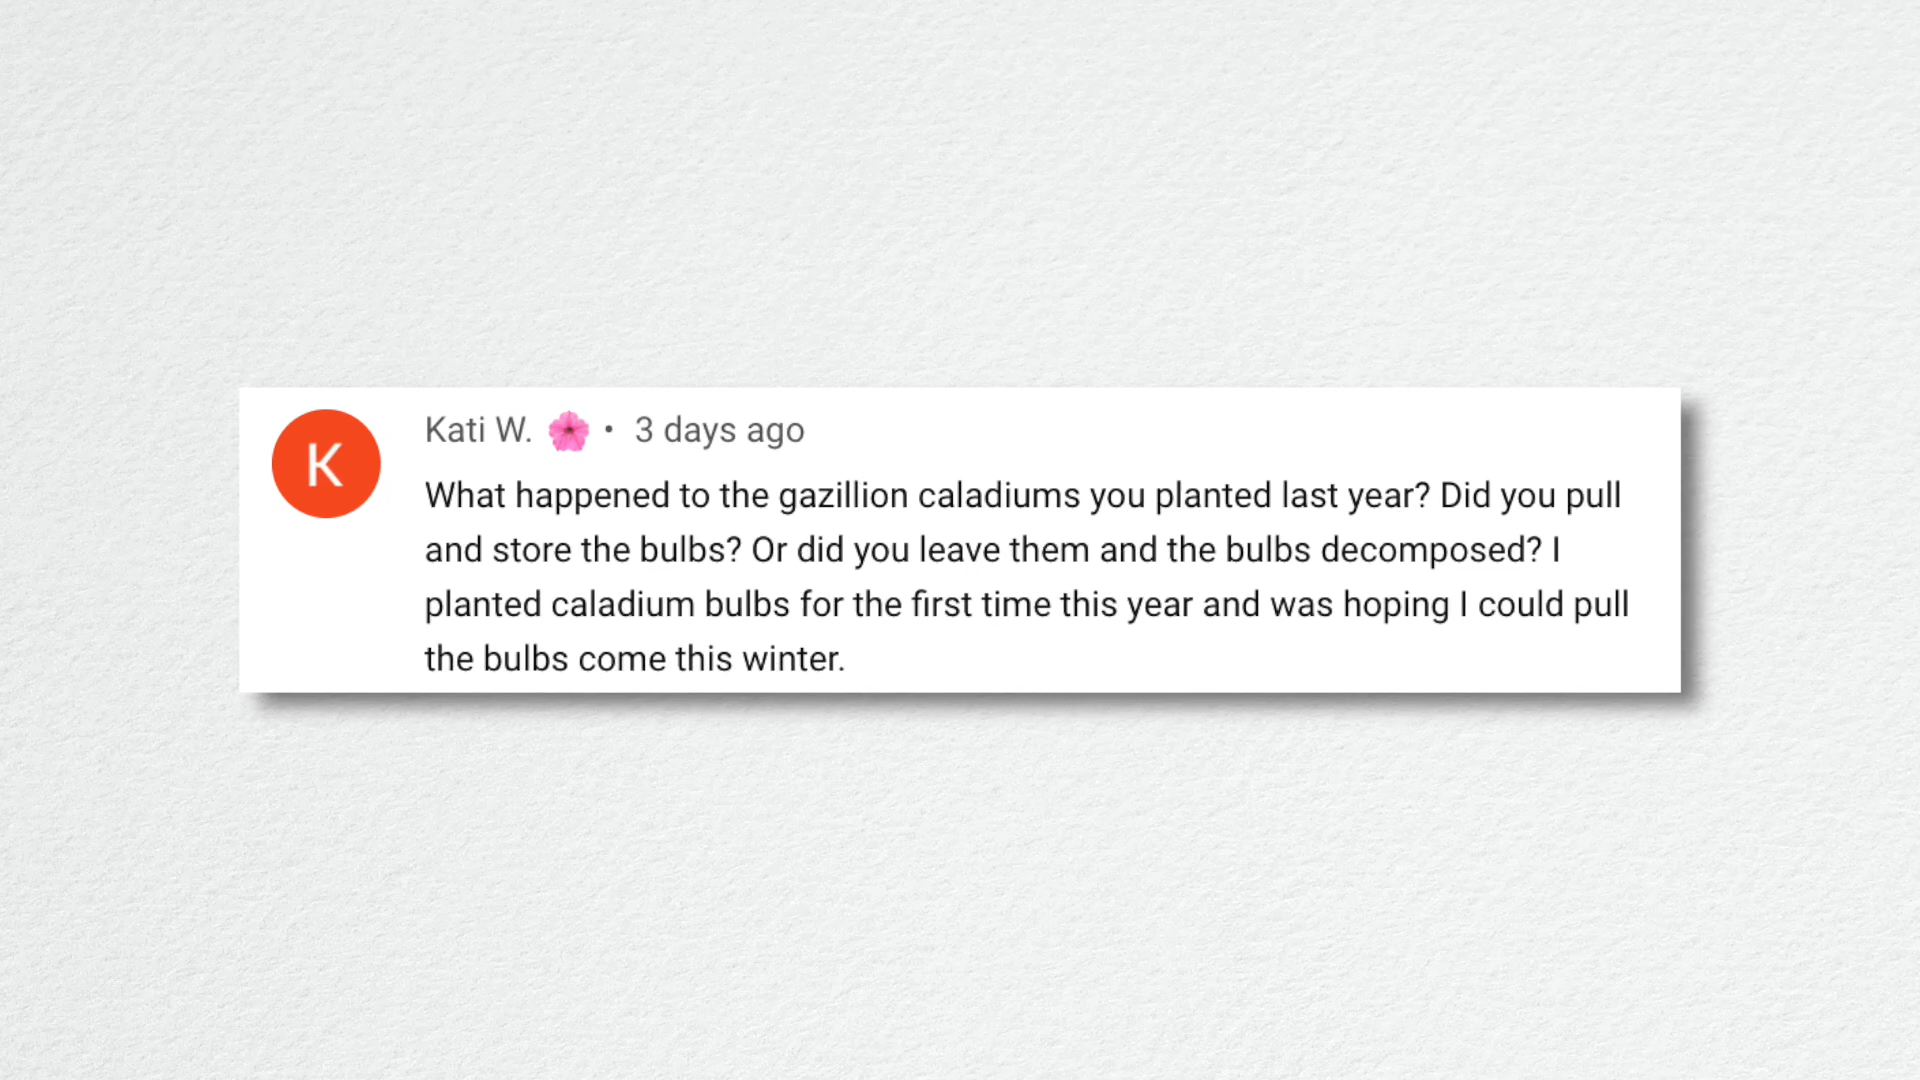 K
Kati W. 🌸 • 3 days ago
What happened to the gazillion caladiums you planted last year? Did you pull
and store the bulbs? Or did you leave them and the bulbs decomposed? I
planted caladium bulbs for the first time this year and was hoping I could pull
the bulbs come this winter.